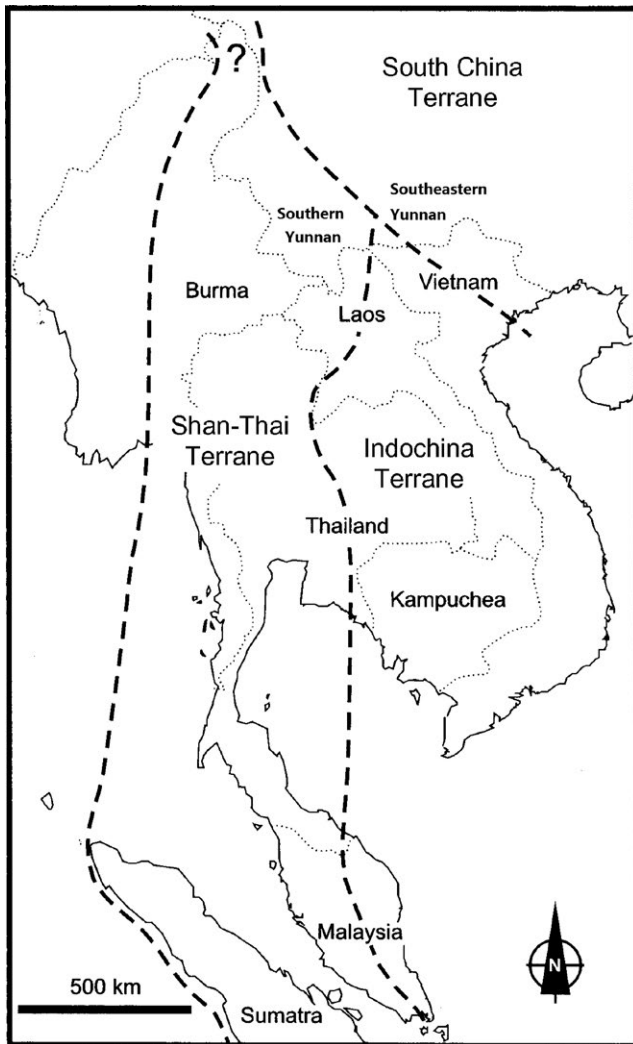 ?
South China
Terrane
Southeastern
Yunnan
Southern
Yunnan
Vietnam
Burma
Laos
Shan-Thai
Terrane
Indochina
Terrane
Thailand
Kampuchea
Malaysia
N
500 km
Sumatra